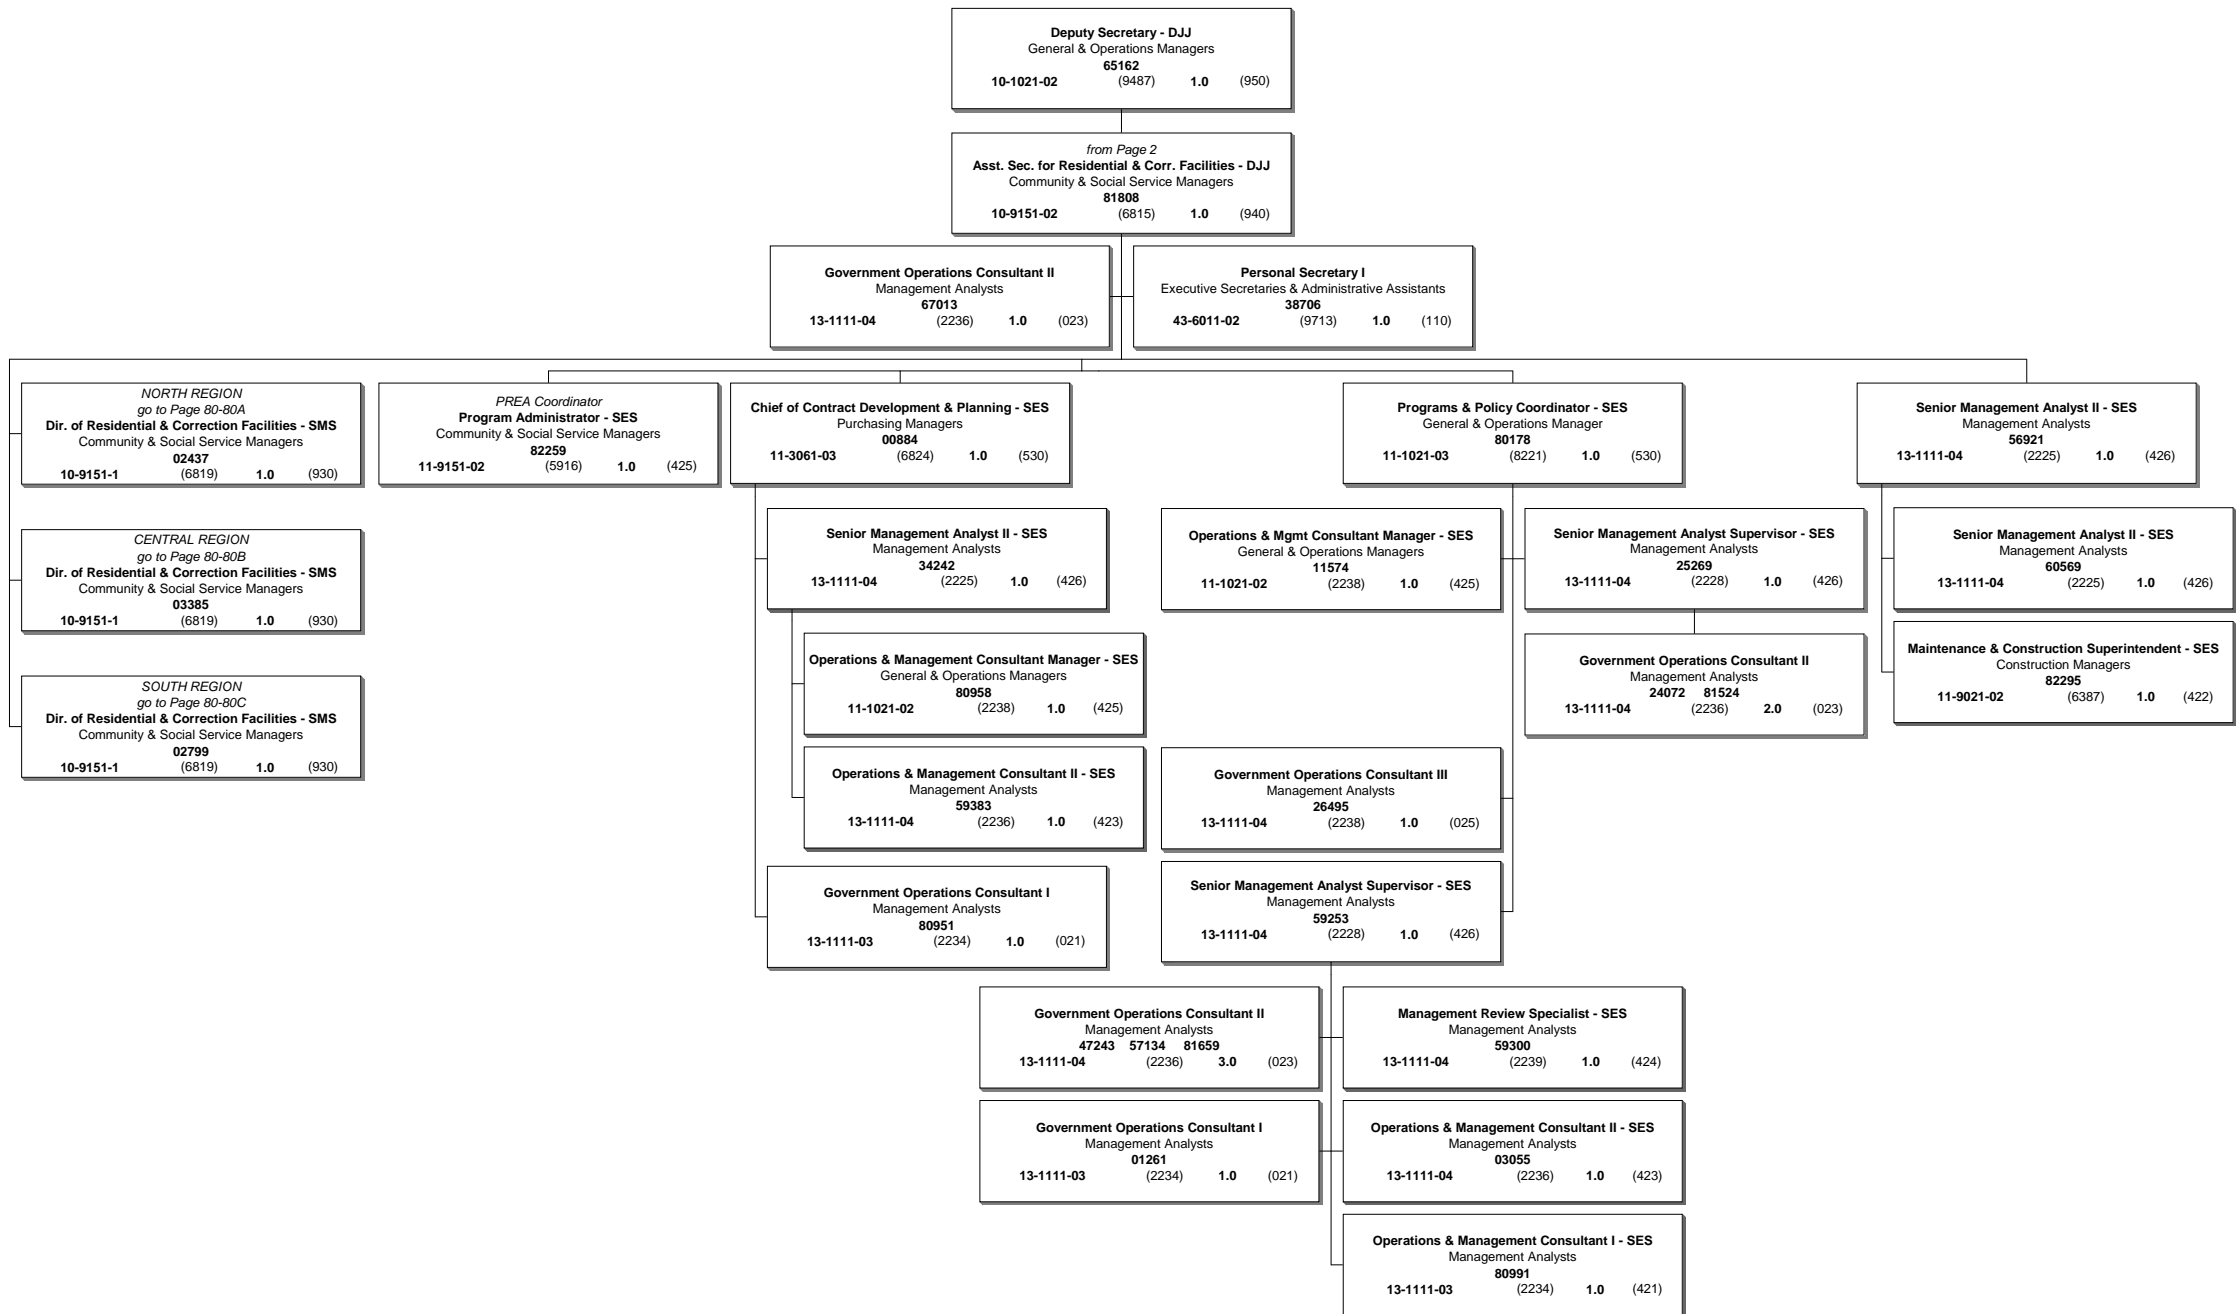 Deputy Secretary - DJJ
General & Operations Managers
65162
10-1021-02 (9487) 1.0 (950)
from Page 2
Asst. Sec. for Residential & Corr. Facilities - DJJ
Community & Social Service Managers
81808
10-9151-02 (6815) 1.0 (940)
Government Operations Consultant II
Management Analysts
67013
13-1111-04 (2236) 1.0 (023)
Personal Secretary I
Executive Secretaries & Administrative Assistants
38706
43-6011-02 (9713) 1.0 (110)
NORTH REGION
go to Page 80-80A
Dir. of Residential & Correction Facilities - SMS
Community & Social Service Managers
02437
10-9151-1 (6819) 1.0 (930)
CENTRAL REGION
go to Page 80-80B
Dir. of Residential & Correction Facilities - SMS
Community & Social Service Managers
03385
10-9151-1 (6819) 1.0 (930)
SOUTH REGION
go to Page 80-80C
Dir. of Residential & Correction Facilities - SMS
Community & Social Service Managers
02799
10-9151-1 (6819) 1.0 (930)
PREA Coordinator
Program Administrator - SES
Community & Social Service Managers
82259
11-9151-02 (5916) 1.0 (425)
Chief of Contract Development & Planning - SES
Purchasing Managers
00884
11-3061-03 (6824) 1.0 (530)
Senior Management Analyst II - SES
Management Analysts
34242
13-1111-04 (2225) 1.0 (426)
Operations & Management Consultant Manager - SES
General & Operations Managers
80958
11-1021-02 (2238) 1.0 (425)
Operations & Management Consultant II - SES
Management Analysts
59383
13-1111-04 (2236) 1.0 (423)
Government Operations Consultant I
Management Analysts
80951
13-1111-03 (2234) 1.0 (021)
Programs & Policy Coordinator - SES
General & Operations Manager
80178
11-1021-03 (8221) 1.0 (530)
Operations & Mgmt Consultant Manager - SES
General & Operations Managers
11574
11-1021-02 (2238) 1.0 (425)
Senior Management Analyst Supervisor - SES
Management Analysts
25269
13-1111-04 (2228) 1.0 (426)
Government Operations Consultant II
Management Analysts
24072 81524
13-1111-04 (2236) 2.0 (023)
Government Operations Consultant III
Management Analysts
26495
13-1111-04 (2238) 1.0 (025)
Senior Management Analyst Supervisor - SES
Management Analysts
59253
13-1111-04 (2228) 1.0 (426)
Government Operations Consultant II
Management Analysts
47243 57134 81659
13-1111-04 (2236) 3.0 (023)
Management Review Specialist - SES
Management Analysts
59300
13-1111-04 (2239) 1.0 (424)
Government Operations Consultant I
Management Analysts
01261
13-1111-03 (2234) 1.0 (021)
Operations & Management Consultant II - SES
Management Analysts
03055
13-1111-04 (2236) 1.0 (423)
Operations & Management Consultant I - SES
Management Analysts
80991
13-1111-03 (2234) 1.0 (421)
Senior Management Analyst II - SES
Management Analysts
56921
13-1111-04 (2225) 1.0 (426)
Senior Management Analyst II - SES
Management Analysts
60569
13-1111-04 (2225) 1.0 (426)
Maintenance & Construction Superintendent - SES
Construction Managers
82295
11-9021-02 (6387) 1.0 (422)